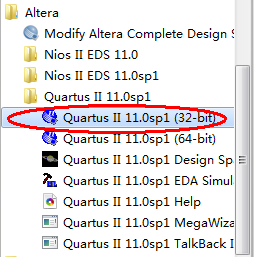 Altera
Modify Altera Complete Design S
Nios II EDS 11.0
Nios II EDS 11.0sp1
Quartus II 11.0sp1
Quartus II 11.0sp1 (32-bit)
Quartus II 11.0sp1 (64-bit)
Quartus II 11.0sp1 Design Spa
Quartus II 11.0sp1 EDA Simula
Quartus II 11.0sp1 Help
Quartus II 11.0sp1 MegaWiza
Quartus II 11.0sp1 TalkBack I